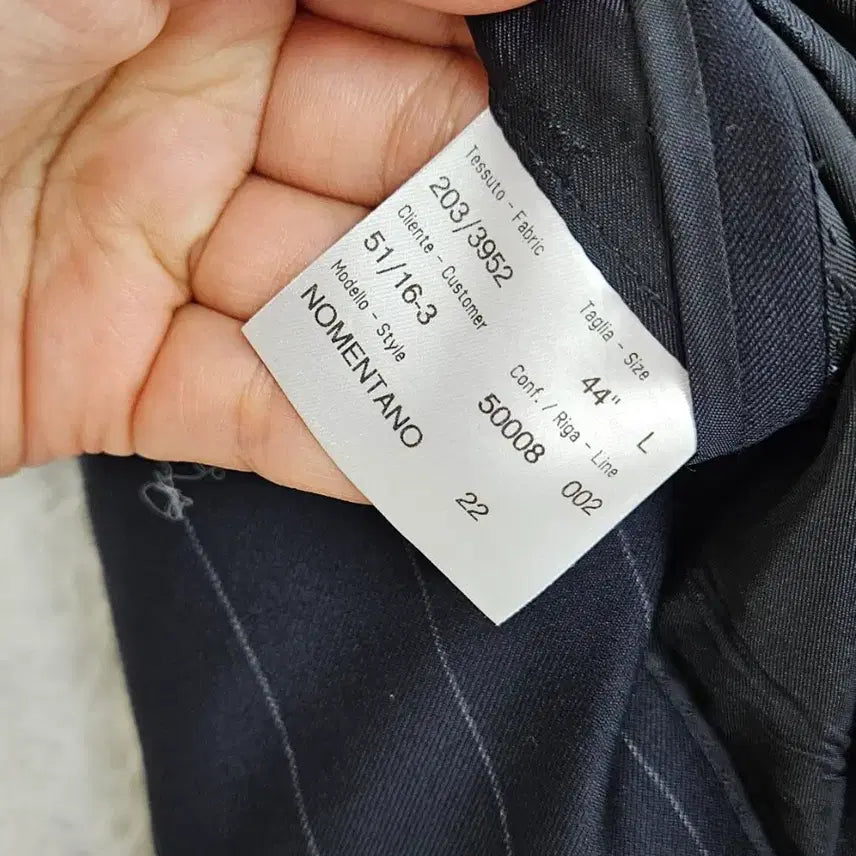 Tessuto - Fabric
203/3952
Cliente - Customer
51/16-3
Modello - Style
NOMENTANO
22
Taglia - Size
44" L
Conf. / Riga - Line
50008 002